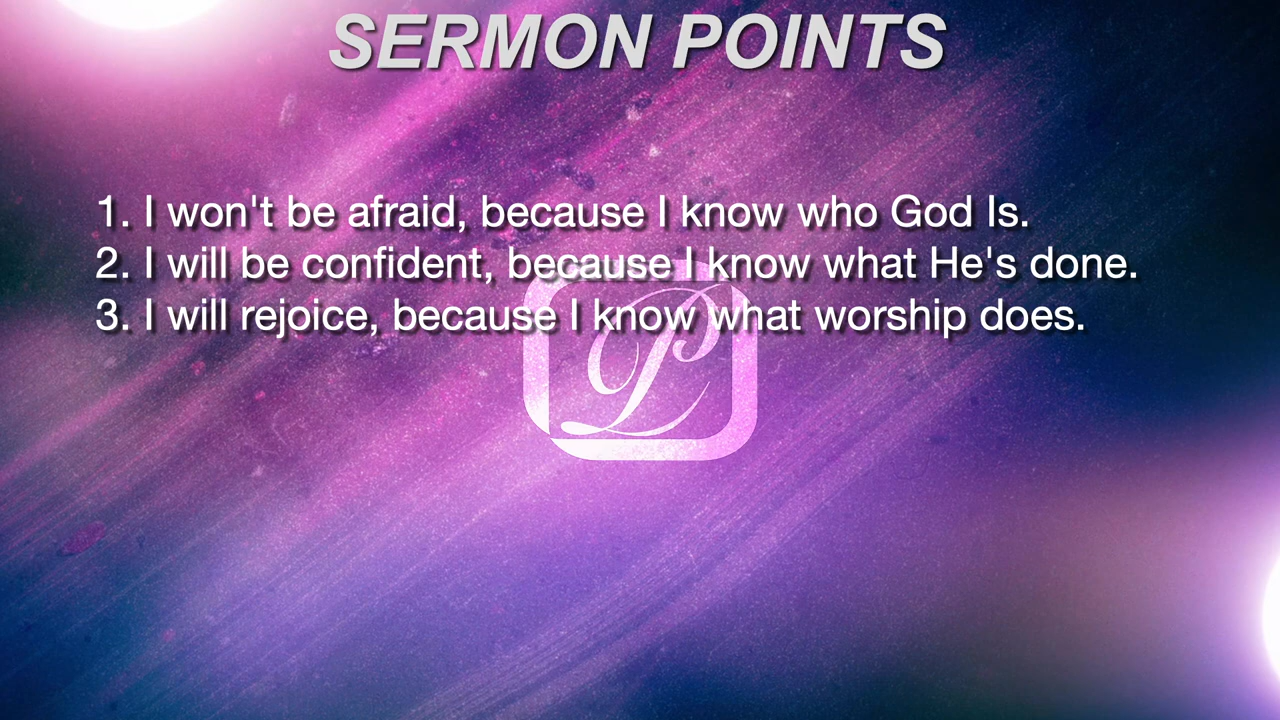 SERMON POINTS
1. I won't be afraid, because I know who God Is.
2. I will be confident, because I know what He's done.
3. I will rejoice, because I know what worship does.
P